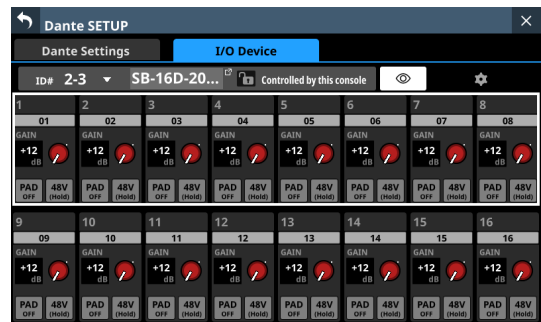 Dante SETUP
Dante Settings I/O Device
ID# 2-3 SB-16D-20... Controlled by this console
1 2 3 4 5 6 7 8
01 02 03 04 05 06 07 08
GAIN GAIN GAIN GAIN GAIN GAIN GAIN GAIN
+12 +12 +12 +12 +12 +12 +12 +12
dB dB dB dB dB dB dB dB
PAD 48V PAD 48V PAD 48V PAD 48V PAD 48V PAD 48V PAD 48V PAD 48V
OFF (Hold) OFF (Hold) OFF (Hold) OFF (Hold) OFF (Hold) OFF (Hold) OFF (Hold) OFF (Hold)
9 10 11 12 13 14 15 16
09 10 11 12 13 14 15 16
GAIN GAIN GAIN GAIN GAIN GAIN GAIN GAIN
+12 +12 +12 +12 +12 +12 +12 +12
dB dB dB dB dB dB dB dB
PAD 48V PAD 48V PAD 48V PAD 48V PAD 48V PAD 48V PAD 48V PAD 48V
OFF (Hold) OFF (Hold) OFF (Hold) OFF (Hold) OFF (Hold) OFF (Hold) OFF (Hold) OFF (Hold)